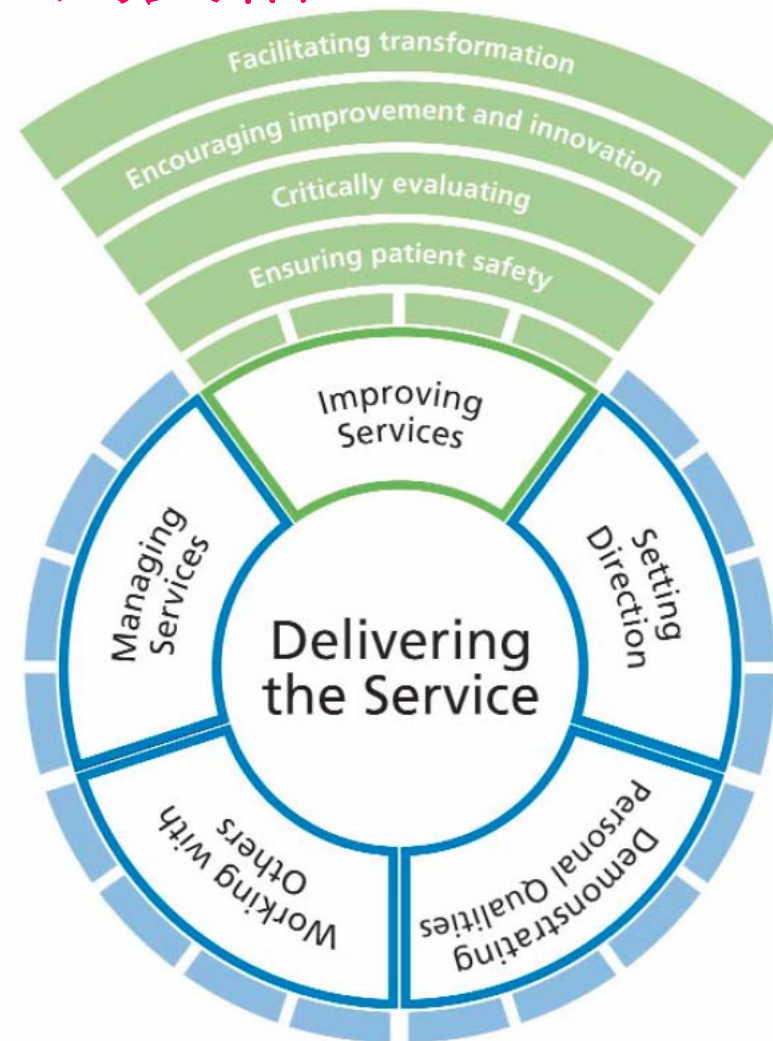 Facilitating transformation
Encouraging improvement and innovation
Critically evaluating
Ensuring patient safety
Improving
Services
Setting
Direction
Demonstrating
Personal Qualities
Working with
Others
Managing
Services
Delivering
the Service